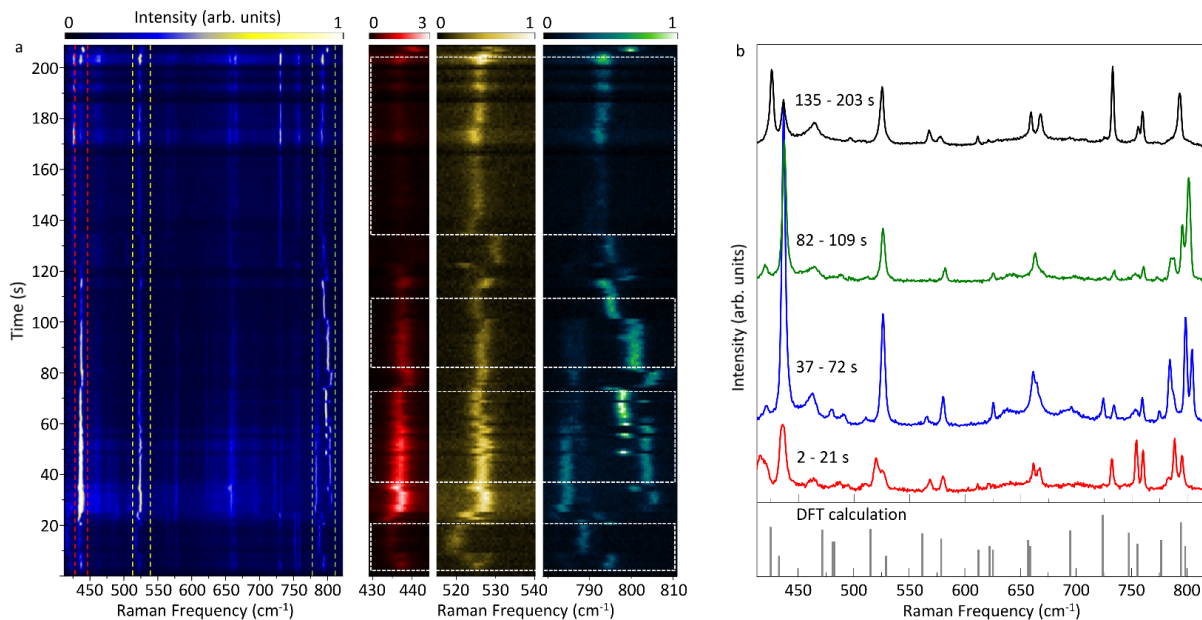 Intensity (arb. units)
0 1 0 3 0 1 0 1
a
b
200
180
160
140
120
100
80
60
40
20
Time (s)
450 500 550 600 650 700 750 800
Raman Frequency (cm⁻¹)
430 440 520 530 540 790 800 810
Raman Frequency (cm⁻¹)
Intensity (arb. units)
135 - 203 s
82 - 109 s
37 - 72 s
2 - 21 s
DFT calculation
450 500 550 600 650 700 750 800
Raman Frequency (cm⁻¹)